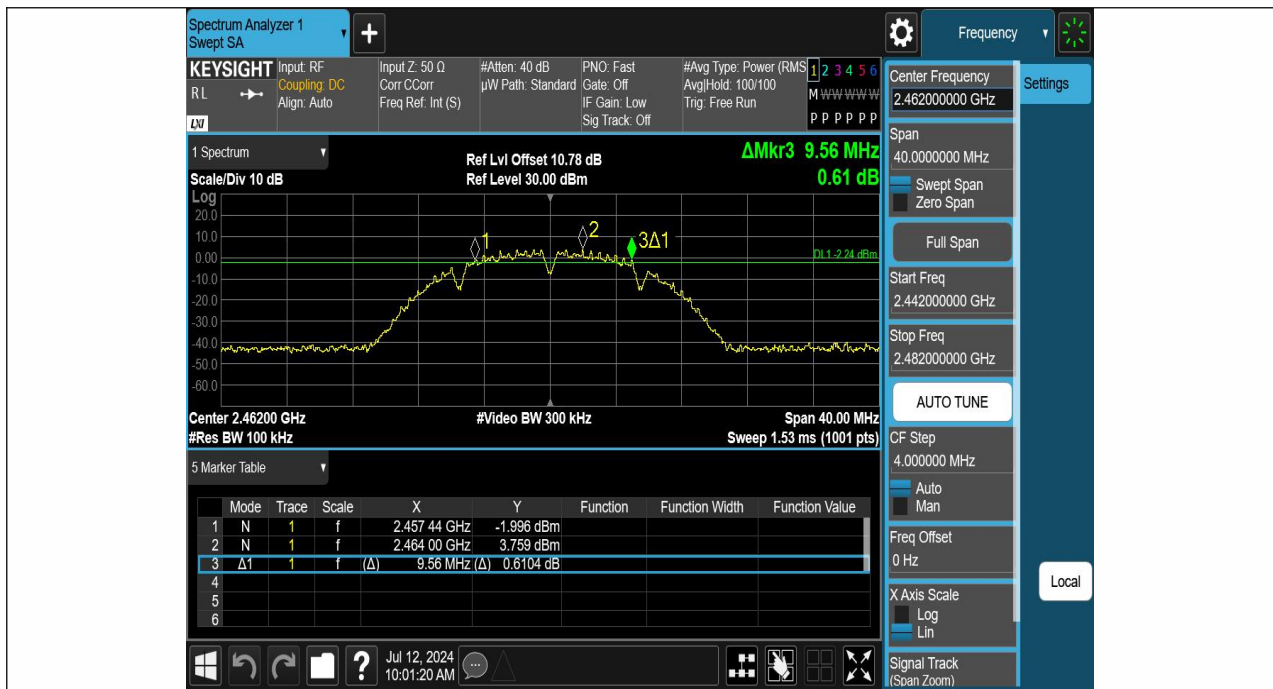 Spectrum Analyzer 1
Swept SA
+
Frequency
KEYSIGHT
RL
LXI
Input: RF
Coupling: DC
Align: Auto
Input Z: 50 Ω
Corr CCorr
Freq Ref: Int (S)
#Atten: 40 dB
µW Path: Standard
PNO: Fast
Gate: Off
IF Gain: Low
Sig Track: Off
#Avg Type: Power (RMS
Avg|Hold: 100/100
Trig: Free Run
1 2 3 4 5 6
M W W W W W
P P P P P P
1 Spectrum
Scale/Div 10 dB
Ref Lvl Offset 10.78 dB
Ref Level 30.00 dBm
ΔMkr3 9.56 MHz
0.61 dB
Log
20.0
10.0
0.00
-10.0
-20.0
-30.0
-40.0
-50.0
-60.0
1
2
3Δ1
DL1 -2.24 dBm
Center 2.46200 GHz
#Video BW 300 kHz
Span 40.00 MHz
#Res BW 100 kHz
Sweep 1.53 ms (1001 pts)
5 Marker Table
Mode Trace Scale X Y Function Function Width Function Value
1 N 1 f 2.457 44 GHz -1.996 dBm
2 N 1 f 2.464 00 GHz 3.759 dBm
3 Δ1 1 f (Δ) 9.56 MHz (Δ) 0.6104 dB
4
5
6
?
Jul 12, 2024
10:01:20 AM
Center Frequency
2.462000000 GHz
Span
40.0000000 MHz
Swept Span
Zero Span
Full Span
Start Freq
2.442000000 GHz
Stop Freq
2.482000000 GHz
AUTO TUNE
CF Step
4.000000 MHz
Auto
Man
Freq Offset
0 Hz
X Axis Scale
Log
Lin
Signal Track
(Span Zoom)
Settings
Local